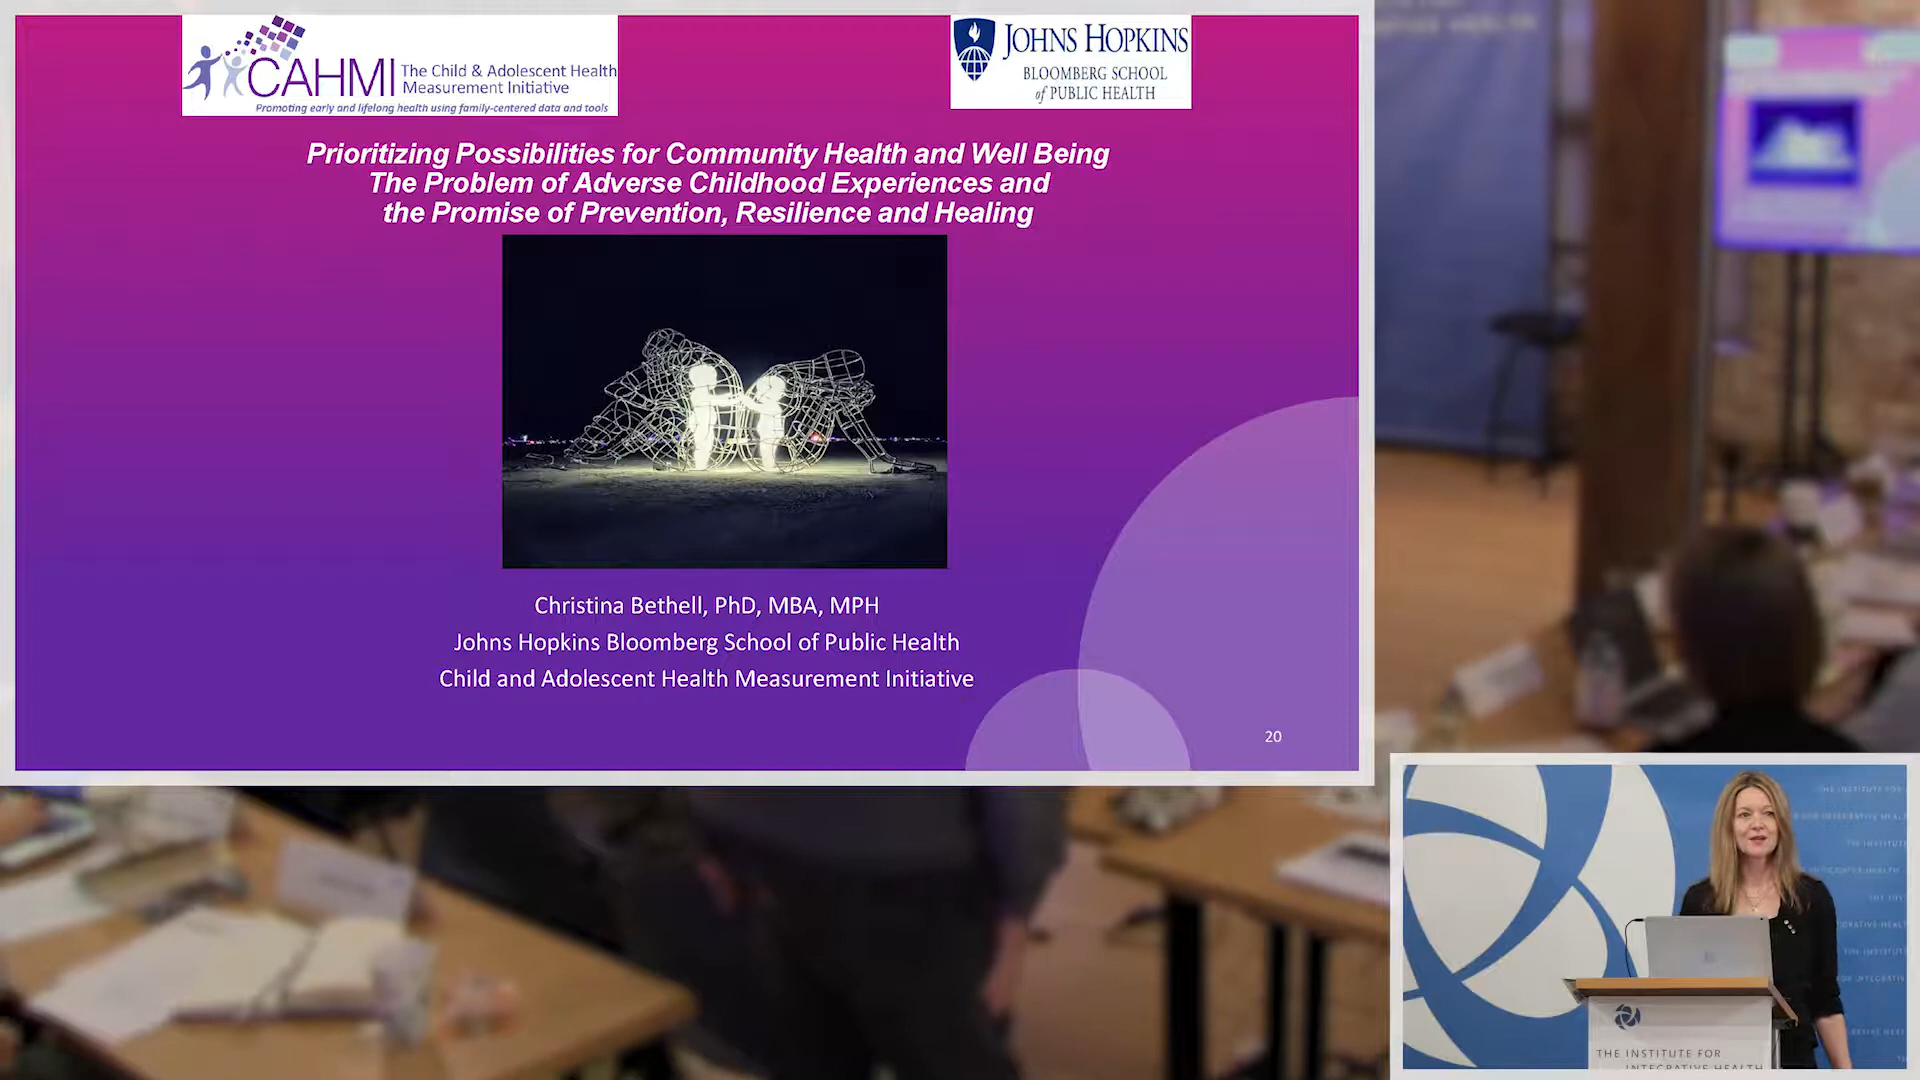 CAHMI
The Child & Adolescent Health
Measurement Initiative
Promoting early and lifelong health using family-centered data and tools
JOHNS HOPKINS
BLOOMBERG SCHOOL
of PUBLIC HEALTH
Prioritizing Possibilities for Community Health and Well Being
The Problem of Adverse Childhood Experiences and
the Promise of Prevention, Resilience and Healing
Christina Bethell, PhD, MBA, MPH
Johns Hopkins Bloomberg School of Public Health
Child and Adolescent Health Measurement Initiative
20
THE INSTITUTE FOR
INTEGRATIVE HEALTH